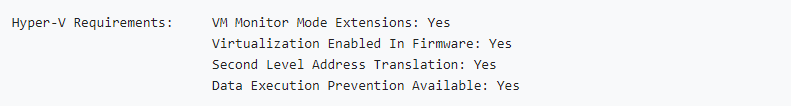 Hyper-V Requirements:     VM Monitor Mode Extensions: Yes
                          Virtualization Enabled In Firmware: Yes
                          Second Level Address Translation: Yes
                          Data Execution Prevention Available: Yes